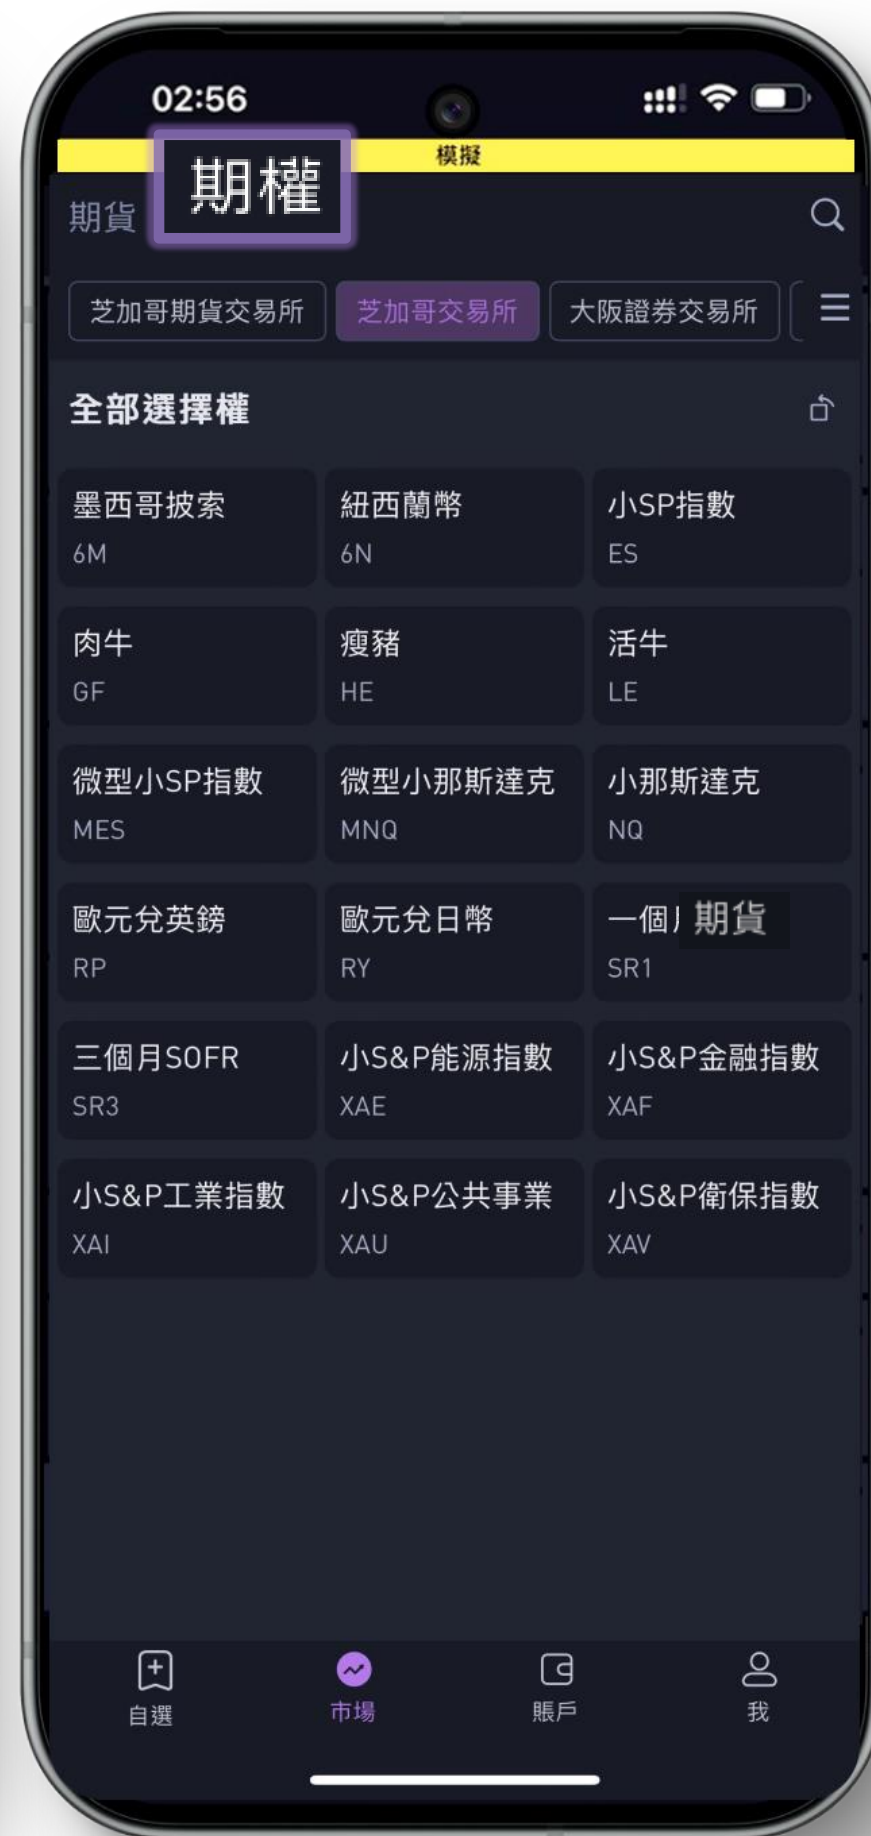 02:56
模擬
期貨 期權
芝加哥期貨交易所 芝加哥交易所 大阪證券交易所
全部選擇權
墨西哥披索 紐西蘭幣 小SP指數
6M 6N ES
肉牛 瘦豬 活牛
GF HE LE
微型小SP指數 微型小那斯達克 小那斯達克
MES MNQ NQ
歐元兌英鎊 歐元兌日幣 一個 期貨
RP RY SR1
三個月SOFR 小S&P能源指數 小S&P金融指數
SR3 XAE XAF
小S&P工業指數 小S&P公共事業 小S&P衛保指數
XAI XAU XAV
自選 市場 賬戶 我